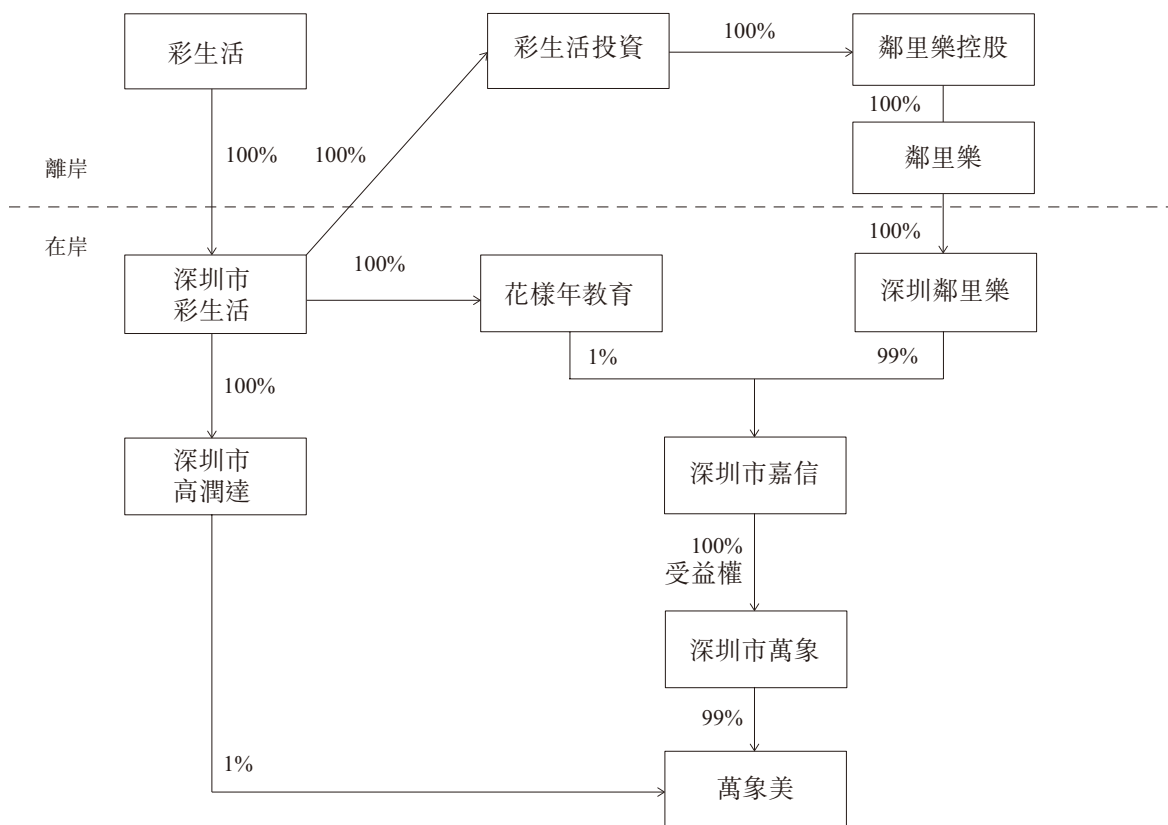 彩生活
彩生活投資
100%
鄰里樂控股
100%
鄰里樂
100%
100%
離岸
100%
在岸
深圳市
彩生活
100%
花樣年教育
深圳鄰里樂
1%
99%
100%
深圳市
高潤達
深圳市嘉信
100%
受益權
深圳市萬象
99%
1%
萬象美